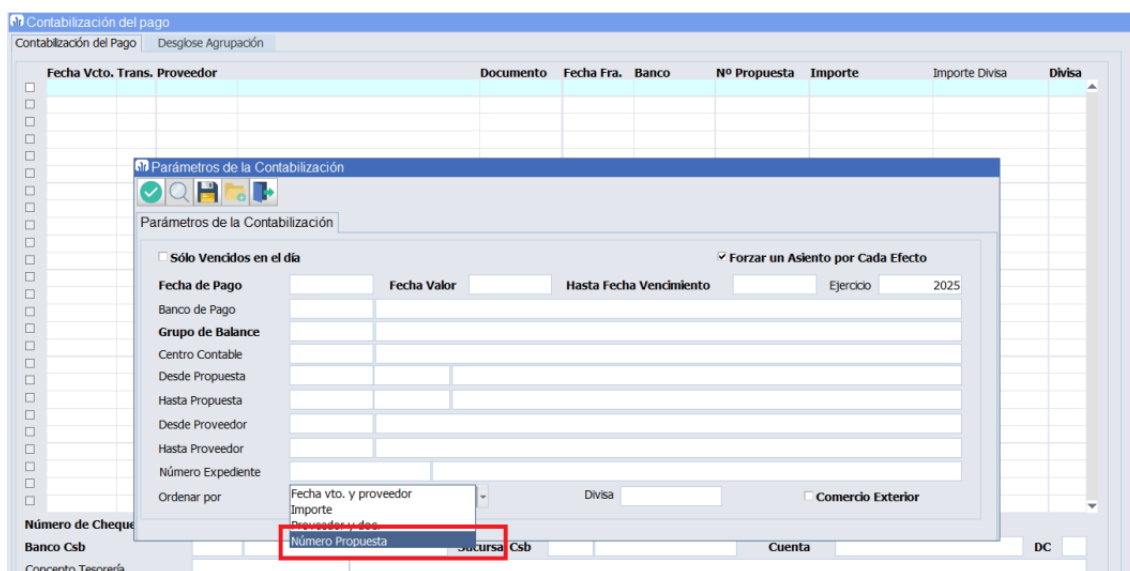 Contabilización del pago
Contabilización del Pago Desglose Agrupación
Fecha Vcto. Trans. Proveedor Documento Fecha Fra. Banco Nº Propuesta Importe Importe Divisa Divisa
Parámetros de la Contabilización
Parámetros de la Contabilización
Sólo Vencidos en el día Forzar un Asiento por Cada Efecto
Fecha de Pago Fecha Valor Hasta Fecha Vencimiento Ejercicio 2025
Banco de Pago
Grupo de Balance
Centro Contable
Desde Propuesta
Hasta Propuesta
Desde Proveedor
Hasta Proveedor
Número Expediente
Ordenar por Fecha vto. y proveedor Divisa Comercio Exterior
Importe
Proveedor y doc.
Número Propuesta
Número de Cheque
Banco Csb Sucursal Csb Cuenta DC
Concepto Tesorería